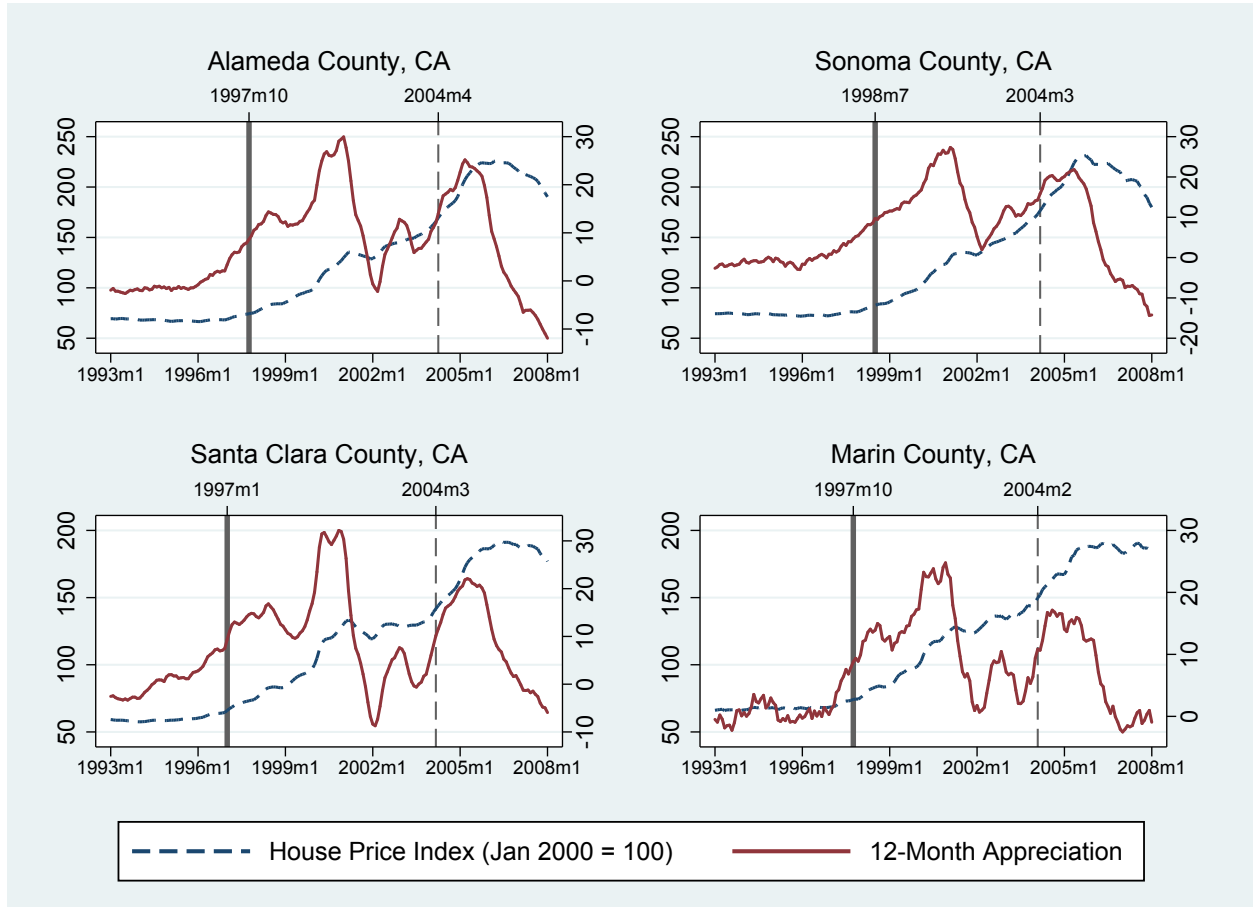 Alameda County, CA
1997m10 2004m4
250
200
150
100
50
30
20
10
0
-10
1993m1 1996m1 1999m1 2002m1 2005m1 2008m1
Sonoma County, CA
1998m7 2004m3
250
200
150
100
50
30
20
10
0
-10
-20
1993m1 1996m1 1999m1 2002m1 2005m1 2008m1
Santa Clara County, CA
1997m1 2004m3
200
150
100
50
30
20
10
0
-10
1993m1 1996m1 1999m1 2002m1 2005m1 2008m1
Marin County, CA
1997m10 2004m2
200
150
100
50
30
20
10
0
1993m1 1996m1 1999m1 2002m1 2005m1 2008m1
House Price Index (Jan 2000 = 100) 12-Month Appreciation